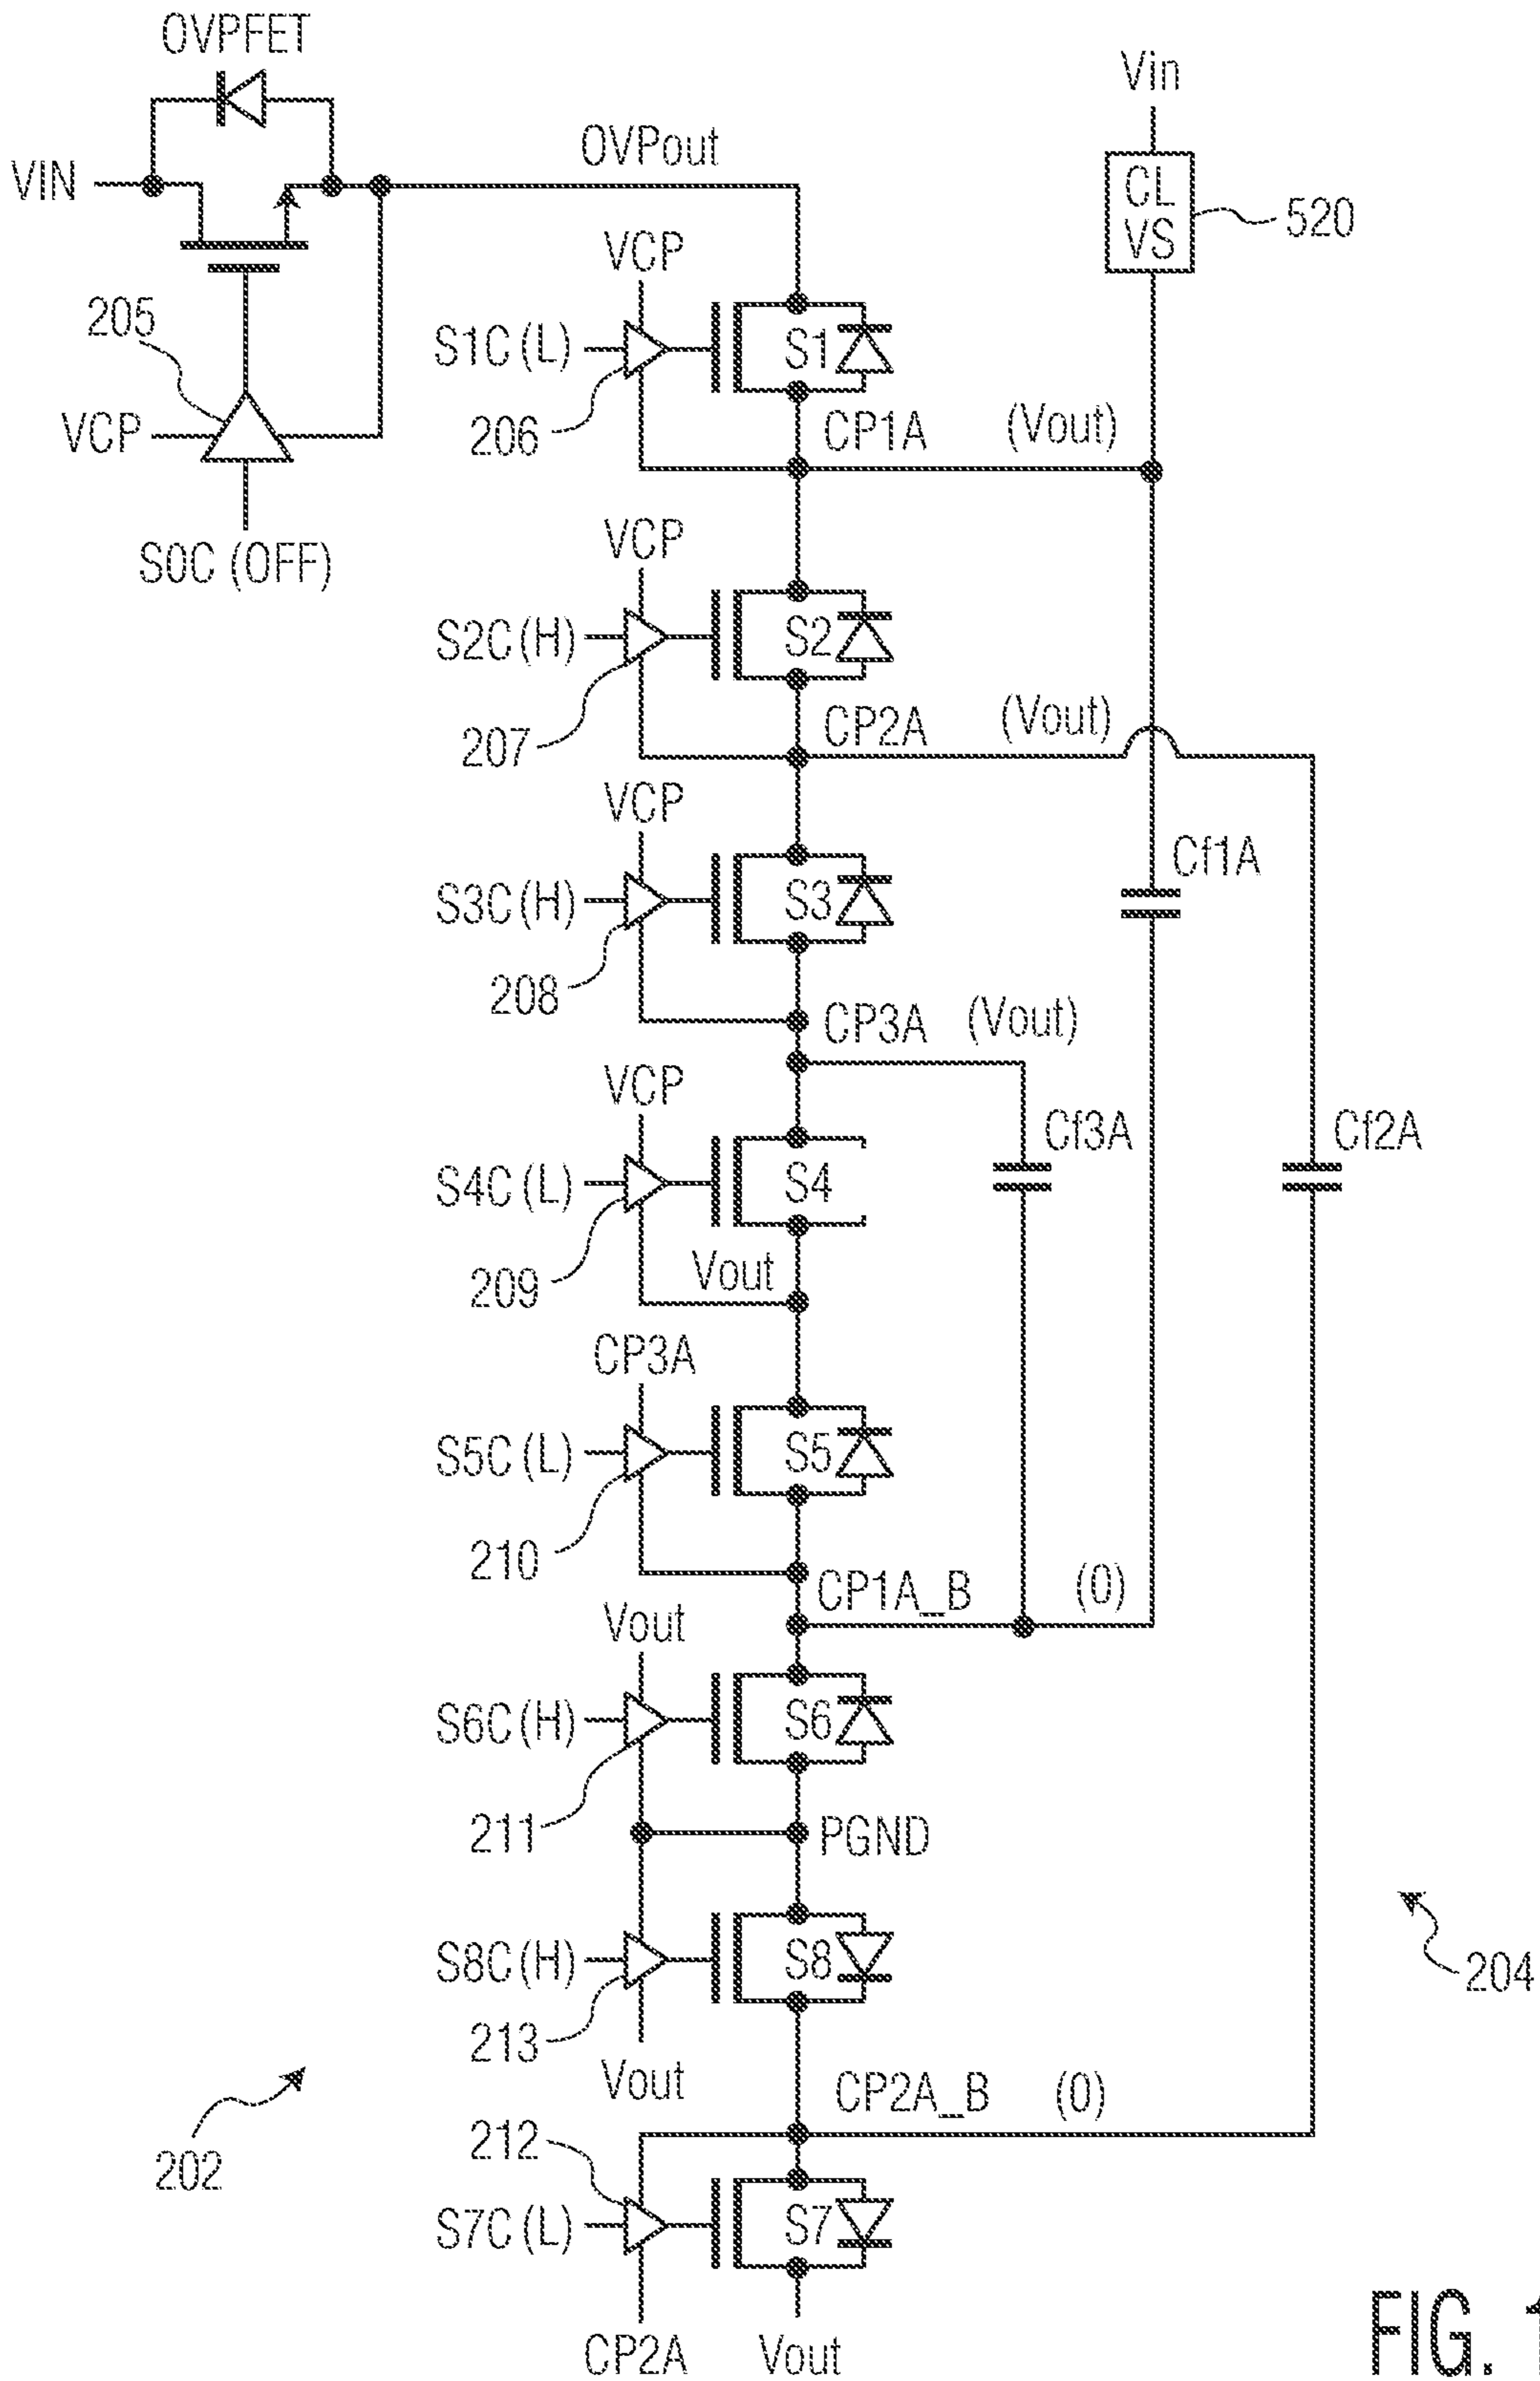 OVPFET
Vin
VIN
OVPout
CL
VS
520
VCP
205
S1C (L)
S1
VCP
206
CP1A
(Vout)
S0C (OFF)
VCP
S2C (H)
S2
207
CP2A
(Vout)
VCP
Cf1A
S3C (H)
S3
208
CP3A
(Vout)
VCP
Cf3A
Cf2A
S4C (L)
S4
209
Vout
CP3A
S5C (L)
S5
210
CP1A_B
(0)
Vout
S6C (H)
S6
211
PGND
S8C (H)
S8
204
213
Vout
CP2A_B
(0)
212
202
S7C (L)
S7
CP2A
Vout
FIG.